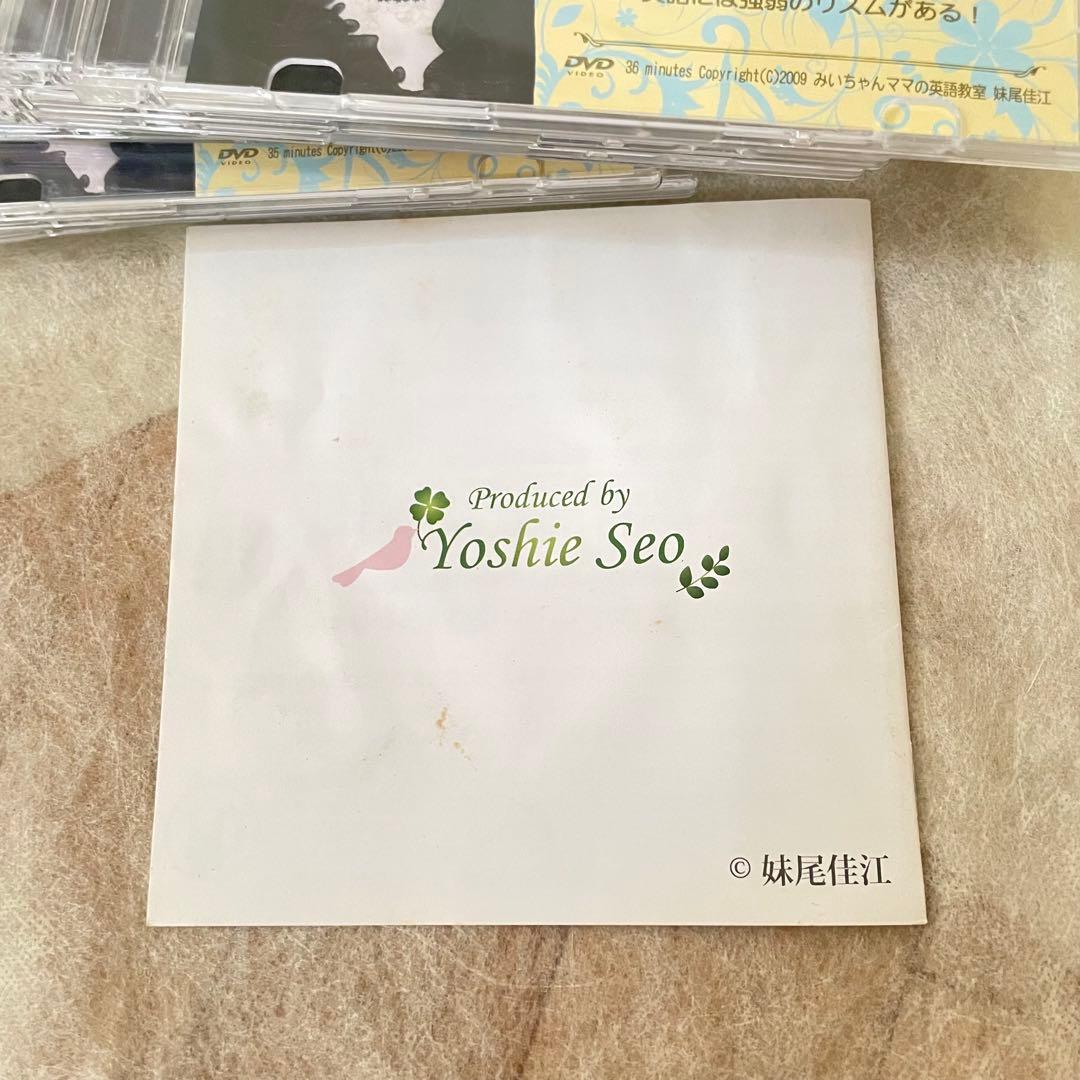 英語には強弱のリズムがある！
DVD VIDEO 36 minutes Copyright(C)2009 みいちゃんママの英語教室 妹尾佳江
DVD VIDEO 35 minutes Copyright(C)2
Produced by
Yoshie Seo
© 妹尾佳江